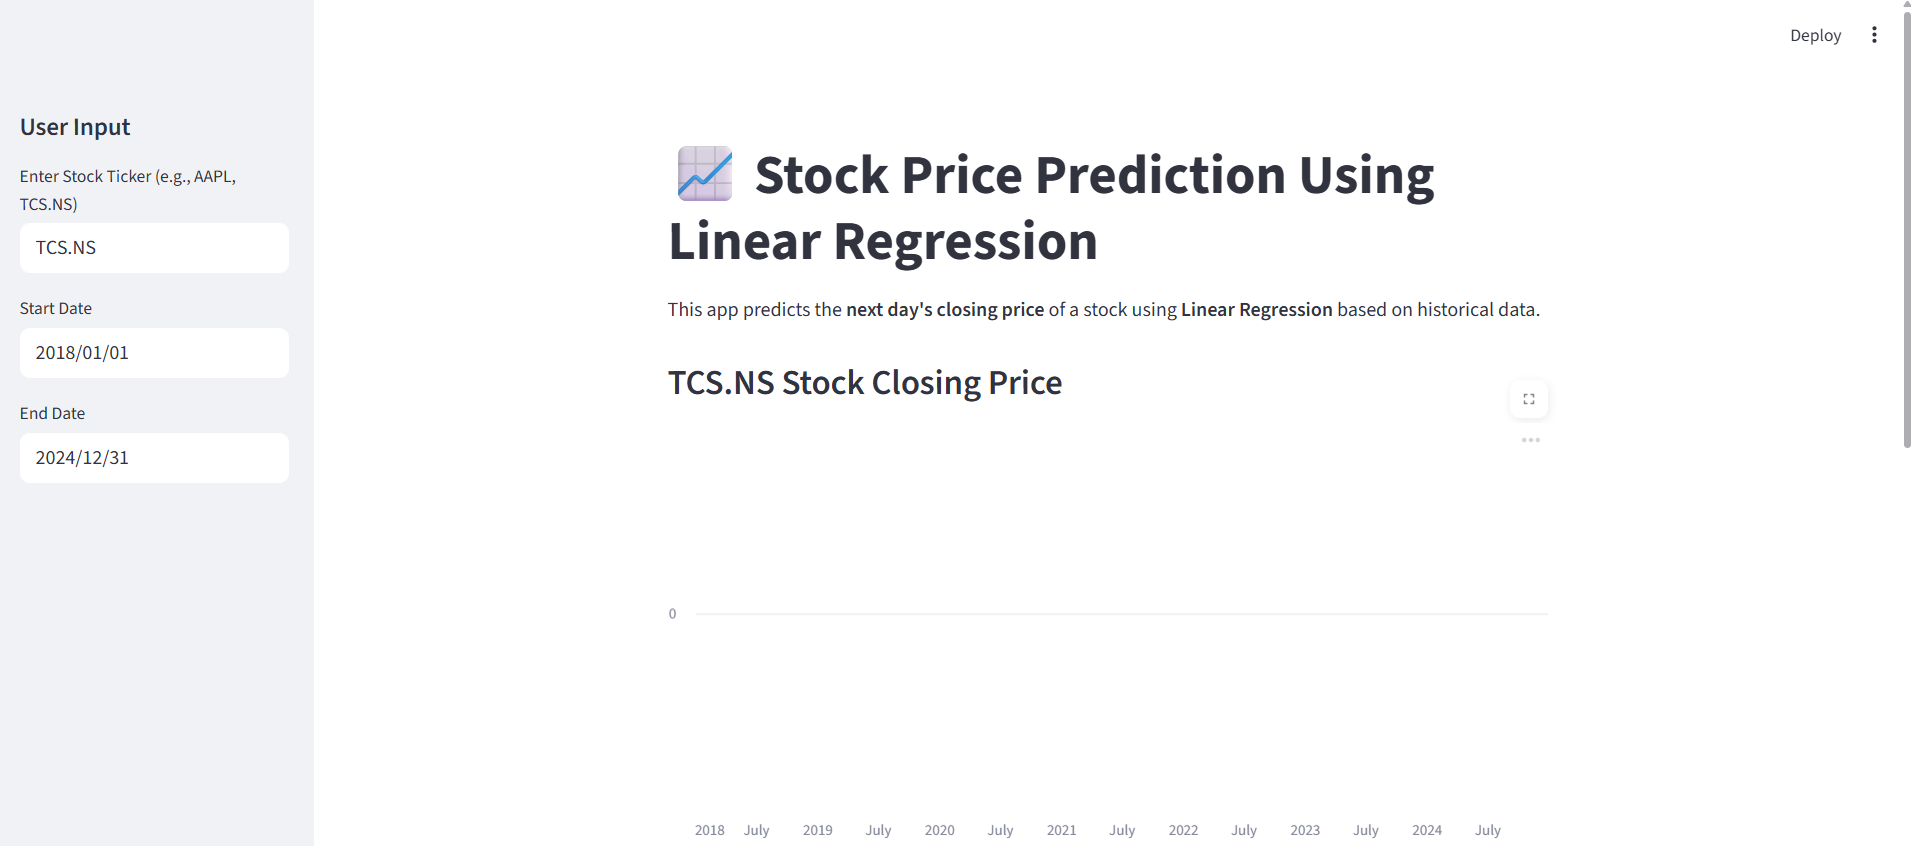 Deploy
User Input
Enter Stock Ticker (e.g., AAPL,
TCS.NS)
TCS.NS
Start Date
2018/01/01
End Date
2024/12/31
Stock Price Prediction Using
Linear Regression
This app predicts the next day's closing price of a stock using Linear Regression based on historical data.
TCS.NS Stock Closing Price
0
2018 July 2019 July 2020 July 2021 July 2022 July 2023 July 2024 July